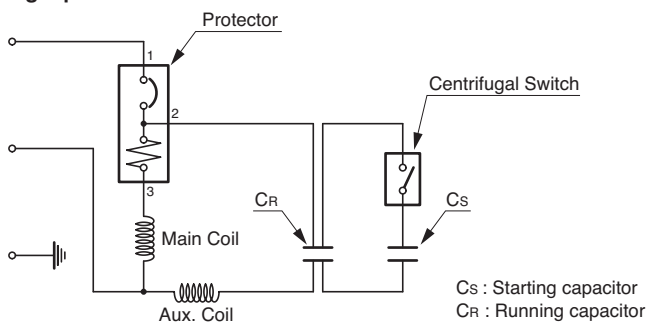 Protector
1
Centrifugal Switch
2
3
CR
CS
Main Coil
Aux. Coil
CS : Starting capacitor
CR : Running capacitor